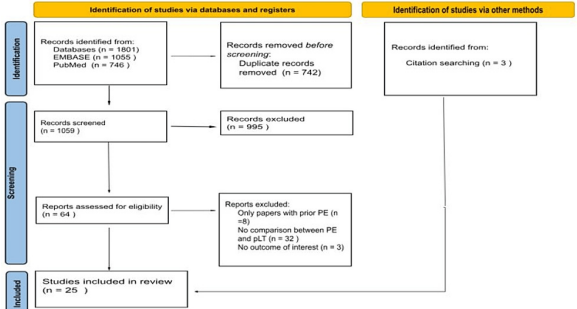 Identification of studies via databases and registers
Identification of studies via other methods
Identification
Records identified from:
Databases (n = 1801)
EMBASE (n = 1055 )
PubMed (n = 746 )
Records removed before
screening:
Duplicate records
removed (n = 742)
Records identified from:
Citation searching (n = 3 )
Screening
Records screened
(n = 1059 )
Records excluded
(n = 995 )
Reports assessed for eligibility
(n = 64 )
Reports excluded:
Only papers with prior PE (n
=8)
No comparison between PE
and pLT (n = 32 )
No outcome of interest (n = 3)
Included
Studies included in review
(n = 25 )